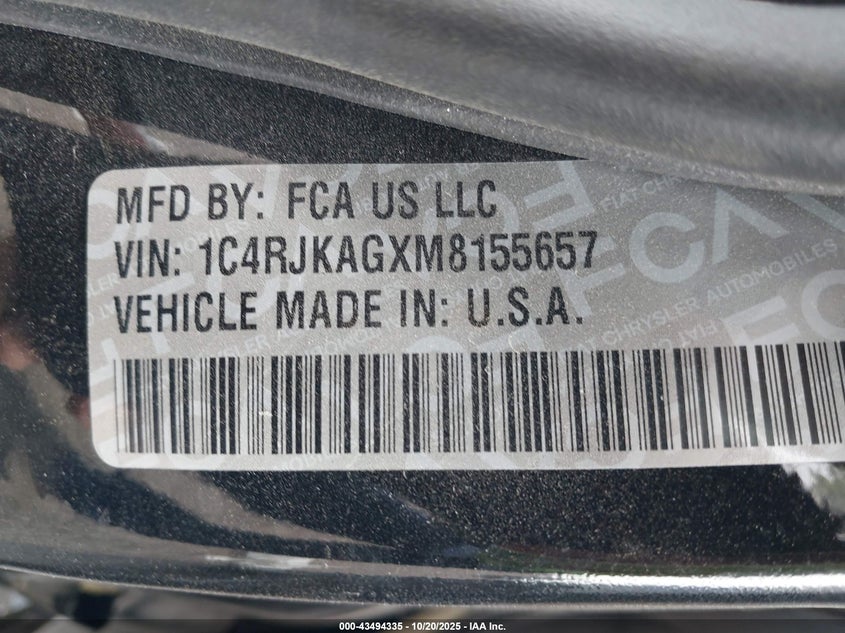 MFD BY: FCA US LLC
VIN: 1C4RJKAGXM8155657
VEHICLE MADE IN: U.S.A.
000-43494335 | 10/20/2025 | IAA Inc.